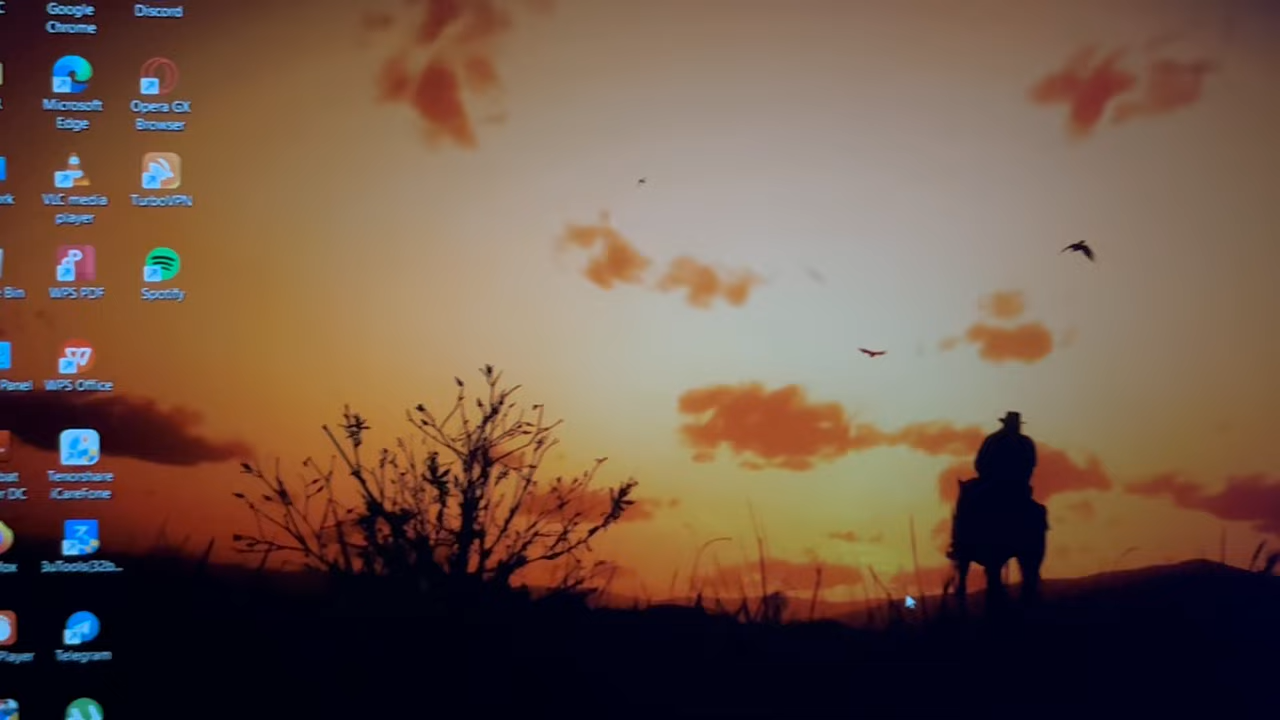 Google
Chrome
Discord
Microsoft
Edge
Opera GX
Browser
VLC media
player
TurboVPN
Bin
WPS PDF
Spotify
Panel
WPS Office
DC
Tenorshare
iCareFone
3uTools(32b...
Player
Telegram